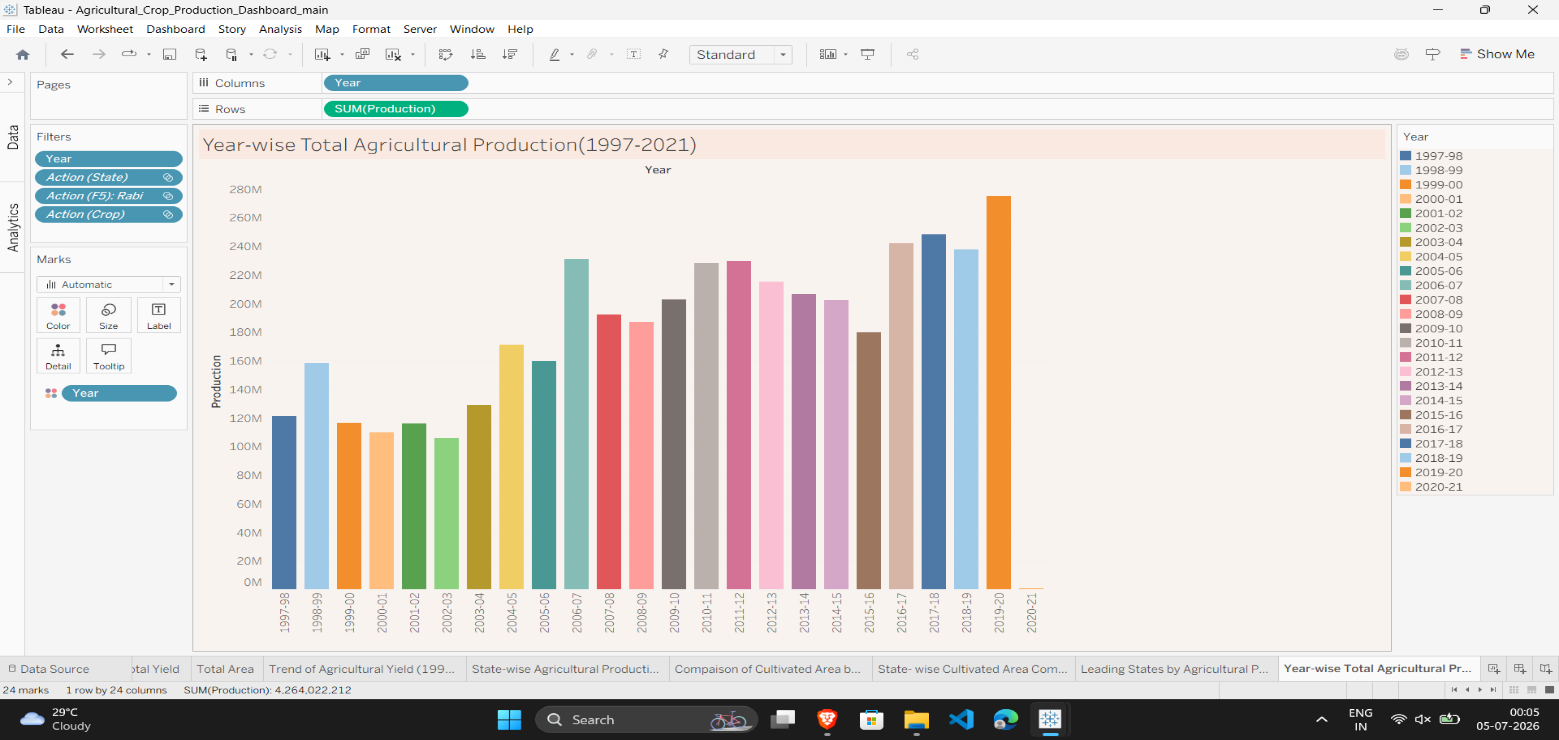 Tableau - Agricultural_Crop_Production_Dashboard_main
File Data Worksheet Dashboard Story Analysis Map Format Server Window Help
Standard
Show Me
Data
Analytics
Pages
Filters
Year
Action (State)
Action (F5): Rabi
Action (Crop)
Marks
Automatic
Color Size Label
Detail Tooltip
Year
Columns Year
Rows SUM(Production)
Year-wise Total Agricultural Production(1997-2021)
Year
Production
280M
260M
240M
220M
200M
180M
160M
140M
120M
100M
80M
60M
40M
20M
0M
1997-98 1998-99 1999-00 2000-01 2001-02 2002-03 2003-04 2004-05 2005-06 2006-07 2007-08 2008-09 2009-10 2010-11 2011-12 2012-13 2013-14 2014-15 2015-16 2016-17 2017-18 2018-19 2019-20 2020-21
Year
1997-98
1998-99
1999-00
2000-01
2001-02
2002-03
2003-04
2004-05
2005-06
2006-07
2007-08
2008-09
2009-10
2010-11
2011-12
2012-13
2013-14
2014-15
2015-16
2016-17
2017-18
2018-19
2019-20
2020-21
Data Source otal Yield Total Area Trend of Agricultural Yield (199... State-wise Agricultural Producti... Compaison of Cultivated Area b... State- wise Cultivated Area Com... Leading States by Agricultural P... Year-wise Total Agricultural Pr...
24 marks 1 row by 24 columns SUM(Production): 4,264,022,212
29°C
Cloudy
Search
ENG
IN
00:05
05-07-2026